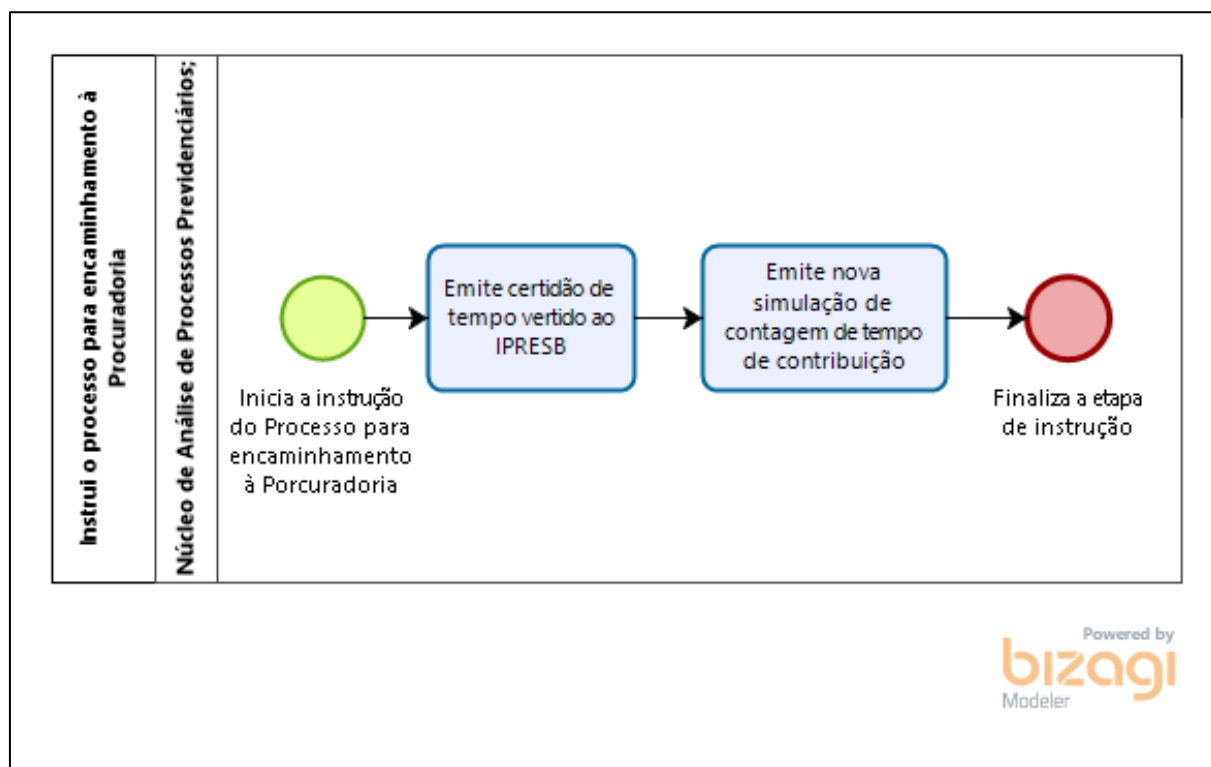 Instrui o processo para encaminhamento à
Procuradoria
Núcleo de Análise de Processos Previdenciários;
Inicia a instrução
do Processo para
encaminhamento
à Porcuradoria
Emite certidão de
tempo vertido ao
IPRESB
Emite nova
simulação de
contagem de tempo
de contribuição
Finaliza a etapa
de instrução
Powered by
bizagi
Modeler